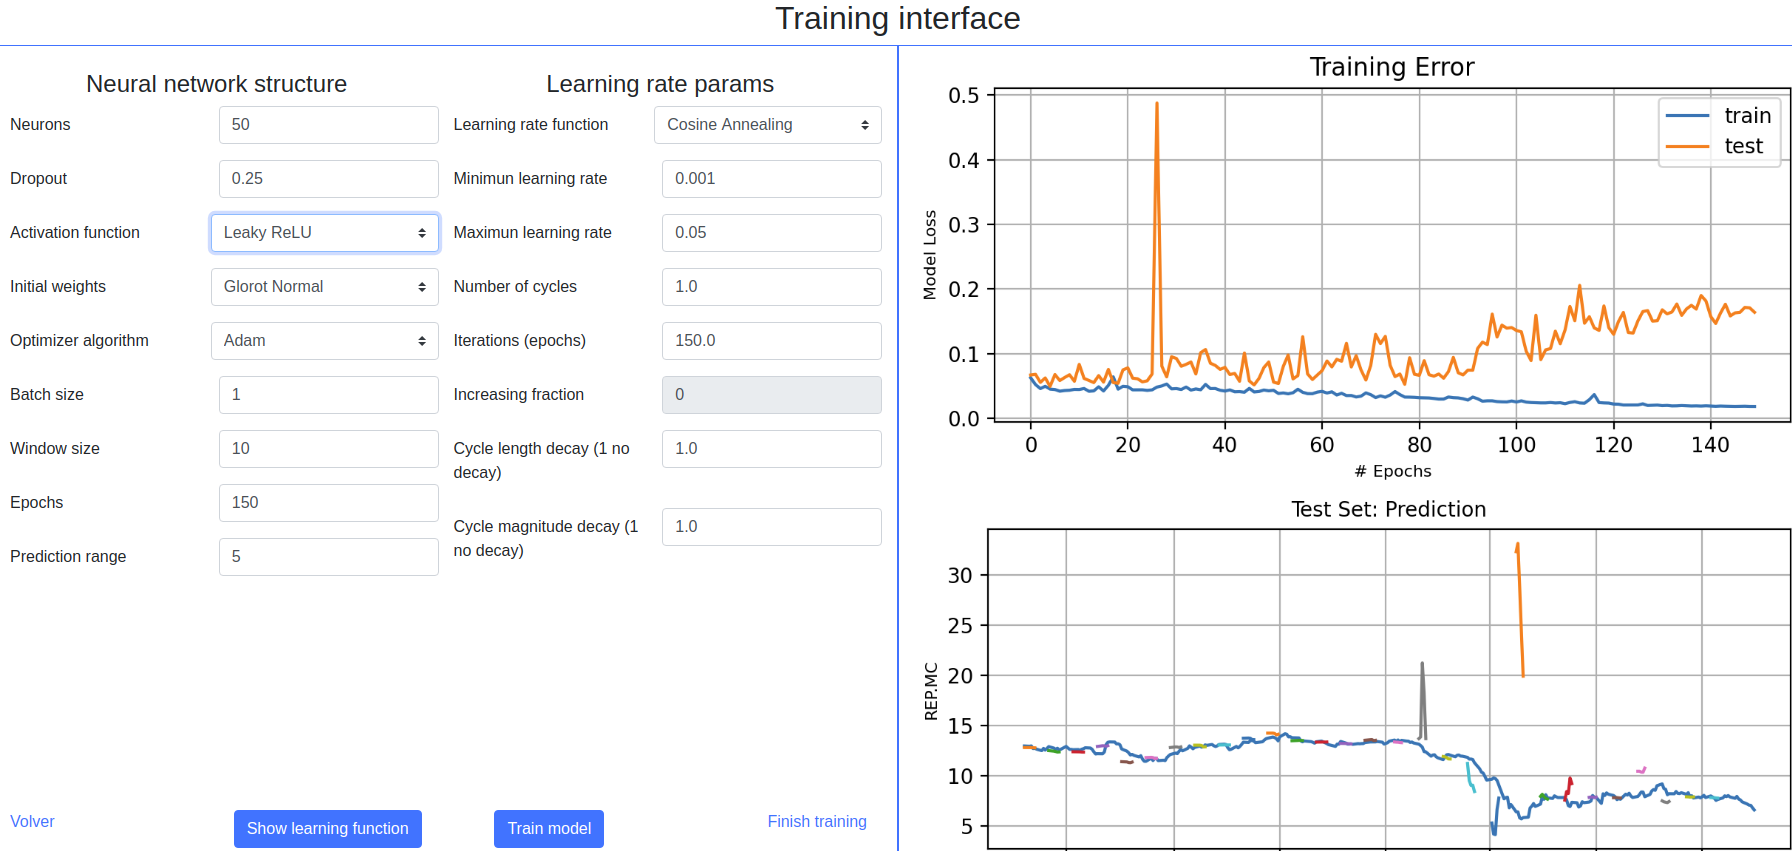 Training interface
Neural network structure
Neurons 50
Dropout 0.25
Activation function Leaky ReLU
Initial weights Glorot Normal
Optimizer algorithm Adam
Batch size 1
Window size 10
Epochs 150
Prediction range 5
Learning rate params
Learning rate function Cosine Annealing
Minimun learning rate 0.001
Maximun learning rate 0.05
Number of cycles 1.0
Iterations (epochs) 150.0
Increasing fraction 0
Cycle length decay (1 no 1.0
decay)
Cycle magnitude decay (1 1.0
no decay)
Volver
Show learning function
Train model
Finish training
Training Error
train
test
Model Loss
0.5
0.4
0.3
0.2
0.1
0.0
0 20 40 60 80 100 120 140
# Epochs
Test Set: Prediction
REP.MC
30
25
20
15
10
5